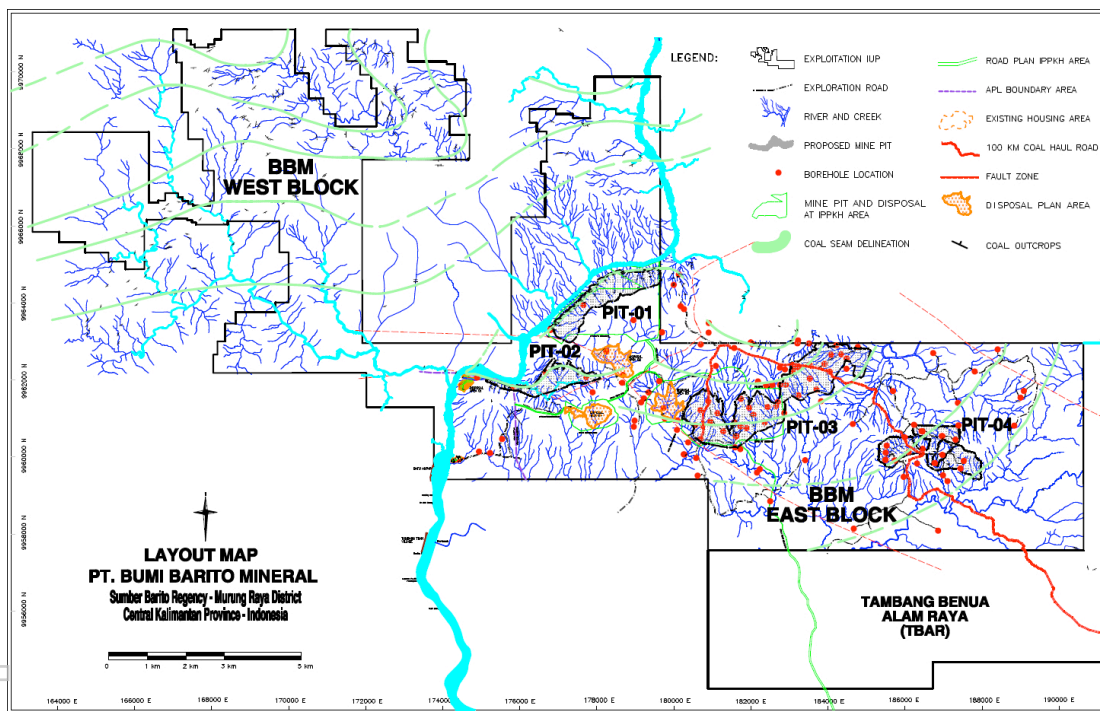 LEGEND:
EXPLOITATION IUP
EXPLORATION ROAD
RIVER AND CREEK
PROPOSED MINE PIT
BOREHOLE LOCATION
MINE PIT AND DISPOSAL
AT IPPKH AREA
COAL SEAM DELINEATION
ROAD PLAN IPPKH AREA
APL BOUNDARY AREA
EXISTING HOUSING AREA
100 KM COAL HAUL ROAD
FAULT ZONE
DISPOSAL PLAN AREA
COAL OUTCROPS
9970000 N
9968000 N
9966000 N
9964000 N
9962000 N
9960000 N
9958000 N
9956000 N
BBM
WEST BLOCK
PIT-01
PIT-02
PIT-03
PIT-04
BBM
EAST BLOCK
LAYOUT MAP
PT. BUMI BARITO MINERAL
Sumber Barito Regency - Murung Raya District
Central Kalimantan Province - Indonesia
0 1 km 2 km 3 km 5 km
TAMBANG BENUA
ALAM RAYA
(TBAR)
164000 E 166000 E 168000 E 170000 E 172000 E 174000 E 176000 E 178000 E 180000 E 182000 E 184000 E 186000 E 188000 E 190000 E